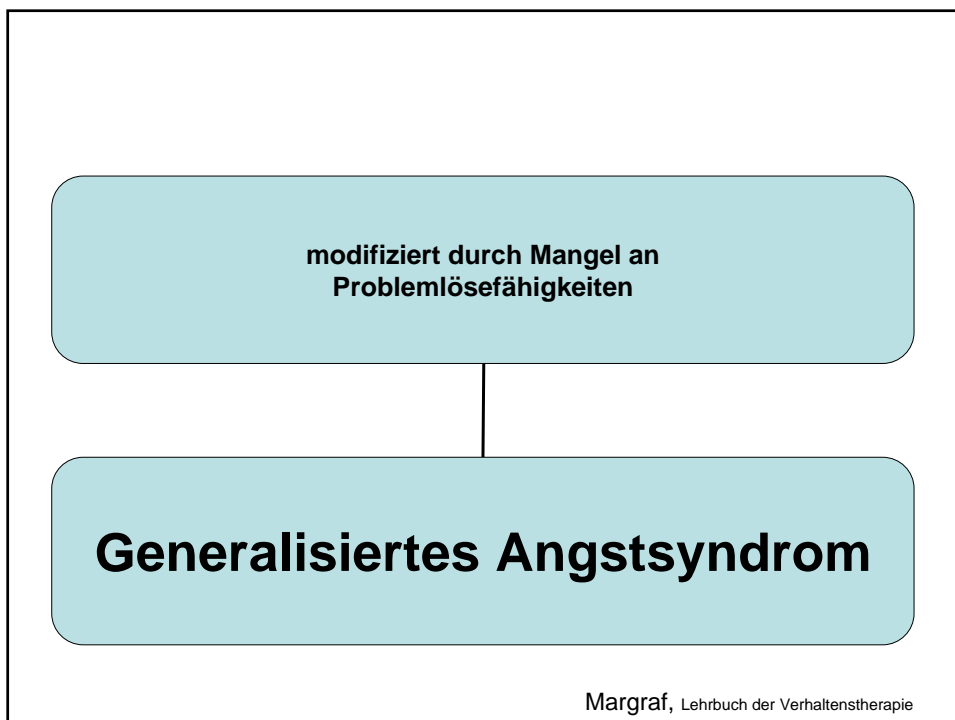 modifiziert durch Mangel an
Problemlösefähigkeiten
Generalisiertes Angstsyndrom
Margraf, Lehrbuch der Verhaltenstherapie